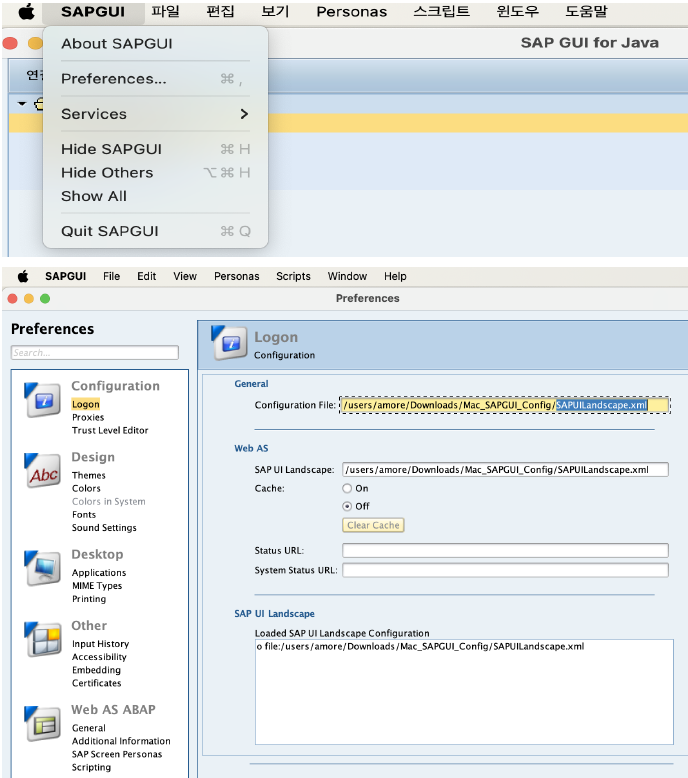 SAPGUI 파일 편집 보기 Personas 스크립트 윈도우 도움말
SAP GUI for Java
About SAPGUI
Preferences... ⌘ ,
Services >
Hide SAPGUI ⌘ H
Hide Others ⌥ ⌘ H
Show All
Quit SAPGUI ⌘ Q
SAPGUI File Edit View Personas Scripts Window Help
Preferences
Preferences
Search...
Configuration
Logon
Proxies
Trust Level Editor
Design
Themes
Colors
Colors in System
Fonts
Sound Settings
Desktop
Applications
MIME Types
Printing
Other
Input History
Accessibility
Embedding
Certificates
Web AS ABAP
General
Additional Information
SAP Screen Personas
Scripting
Logon
Configuration
General
Configuration File: /users/amore/Downloads/Mac_SAPGUI_Config/SAPUILandscape.xml
Web AS
SAP UI Landscape: /users/amore/Downloads/Mac_SAPGUI_Config/SAPUILandscape.xml
Cache: On
Off
Clear Cache
Status URL:
System Status URL:
SAP UI Landscape
Loaded SAP UI Landscape Configuration
o file:/users/amore/Downloads/Mac_SAPGUI_Config/SAPUILandscape.xml